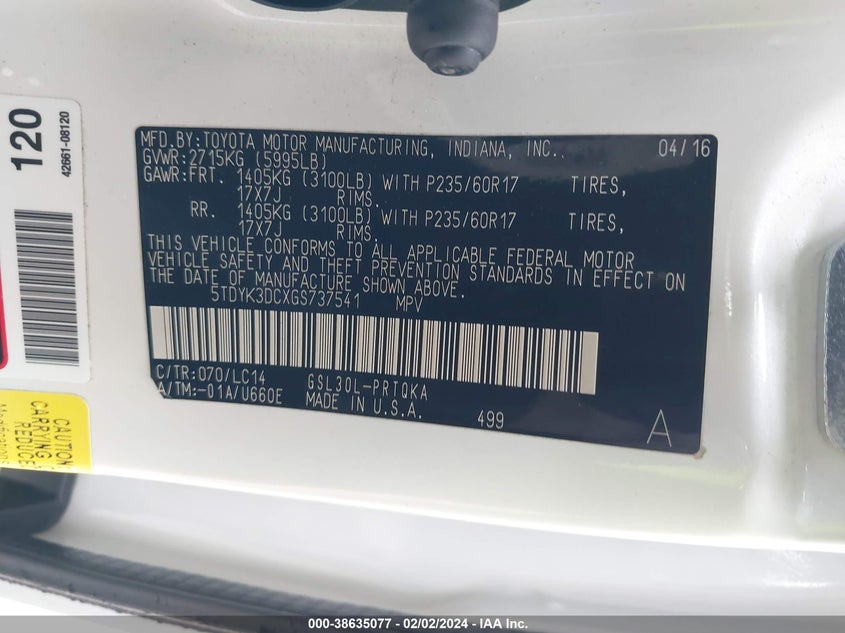 120
42661-08120
MFD.BY:TOYOTA MOTOR MANUFACTURING, INDIANA, INC. 04/16
GVWR:2715KG (5995LB)
GAWR:FRT. 1405KG (3100LB) WITH P235/60R17 TIRES,
17X7J RIMS.
RR. 1405KG (3100LB) WITH P235/60R17 TIRES,
17X7J RIMS.
THIS VEHICLE CONFORMS TO ALL APPLICABLE FEDERAL MOTOR
VEHICLE SAFETY AND THEFT PREVENTION STANDARDS IN EFFECT ON
THE DATE OF MANUFACTURE SHOWN ABOVE.
5TDYK3DCXGS737541 MPV
C/TR:070/LC14 GSL30L-PRTQKA
A/TM:-01A/U660E MADE IN U.S.A. 499
A
CAUTION
CARRYING
REDUCE
000-38635077 - 02/02/2024 - IAA Inc.